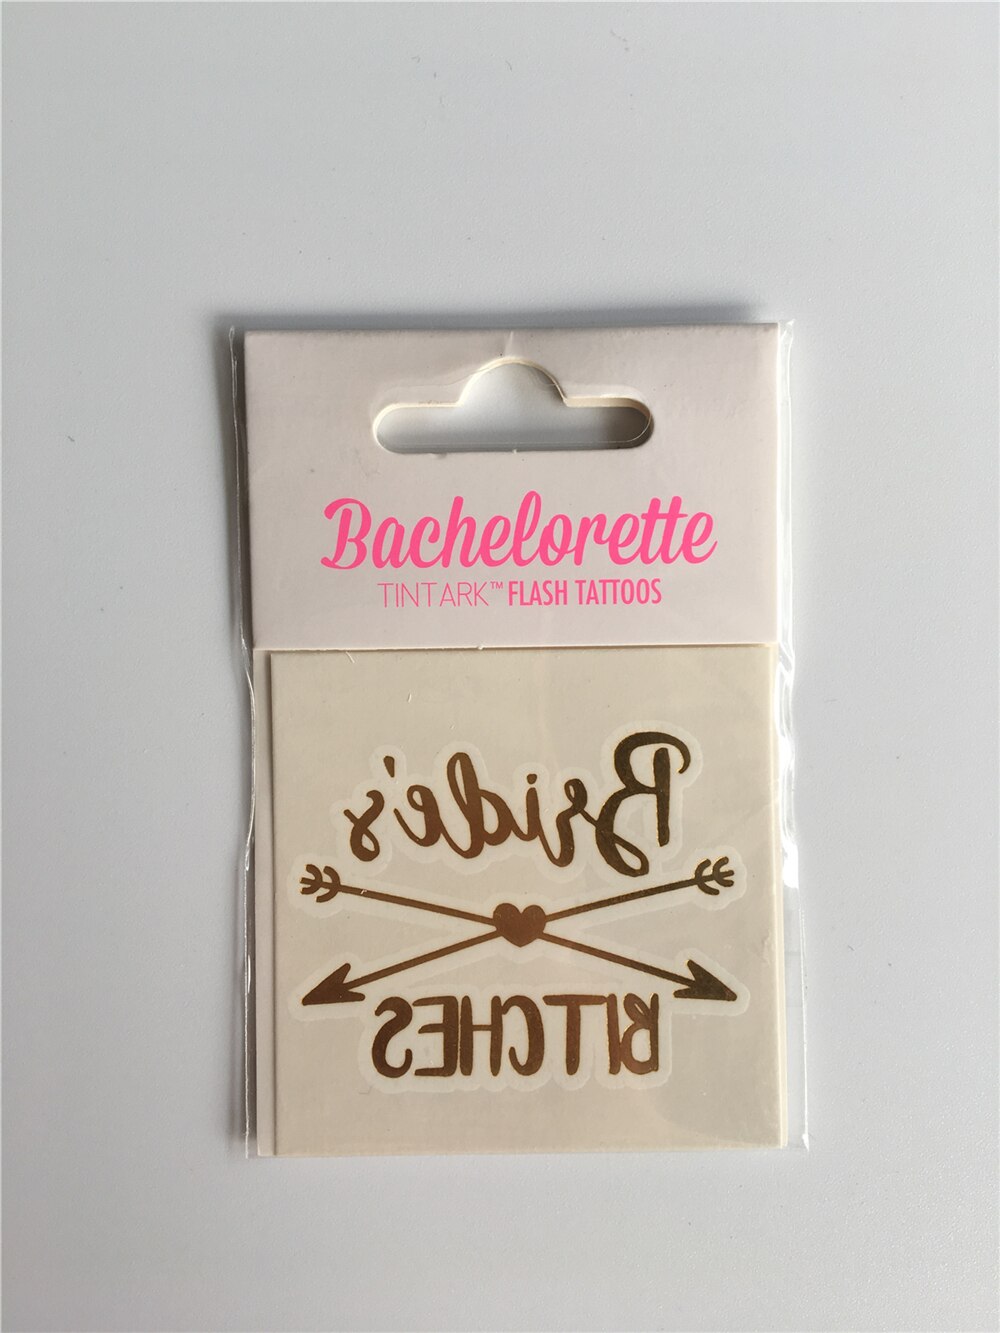 Bachelorette
TINTARK™ FLASH TATTOOS
Bride's
BITCHES